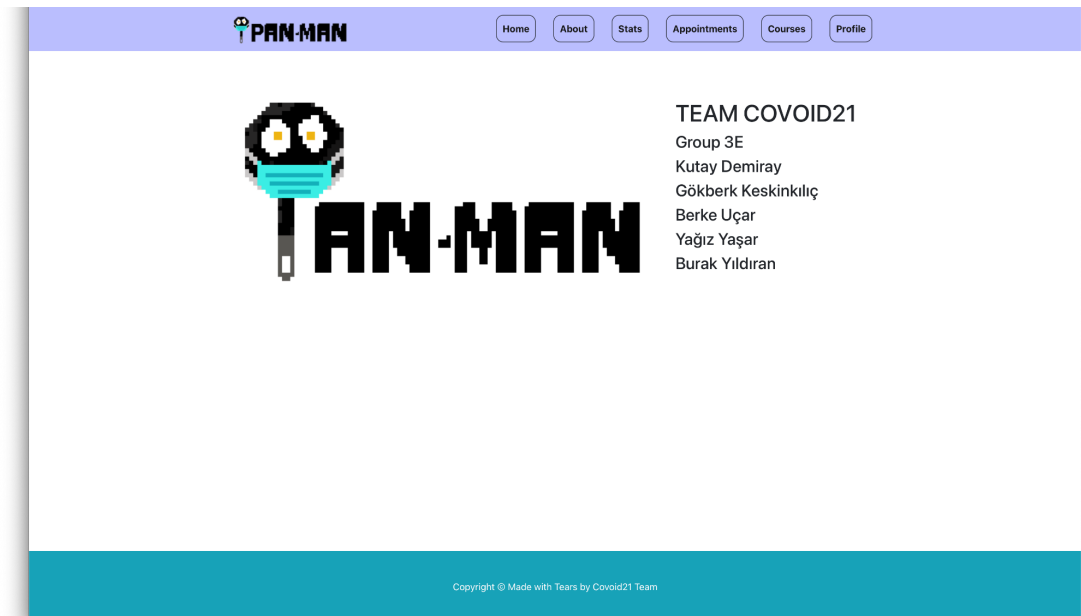 PAN-MAN
Home
About
Stats
Appointments
Courses
Profile
AN-MAN
TEAM COVOID21
Group 3E
Kutay Demiray
Gökberk Keskinkılıç
Berke Uçar
Yağız Yaşar
Burak Yıldıran
Copyright © Made with Tears by Covoid21 Team